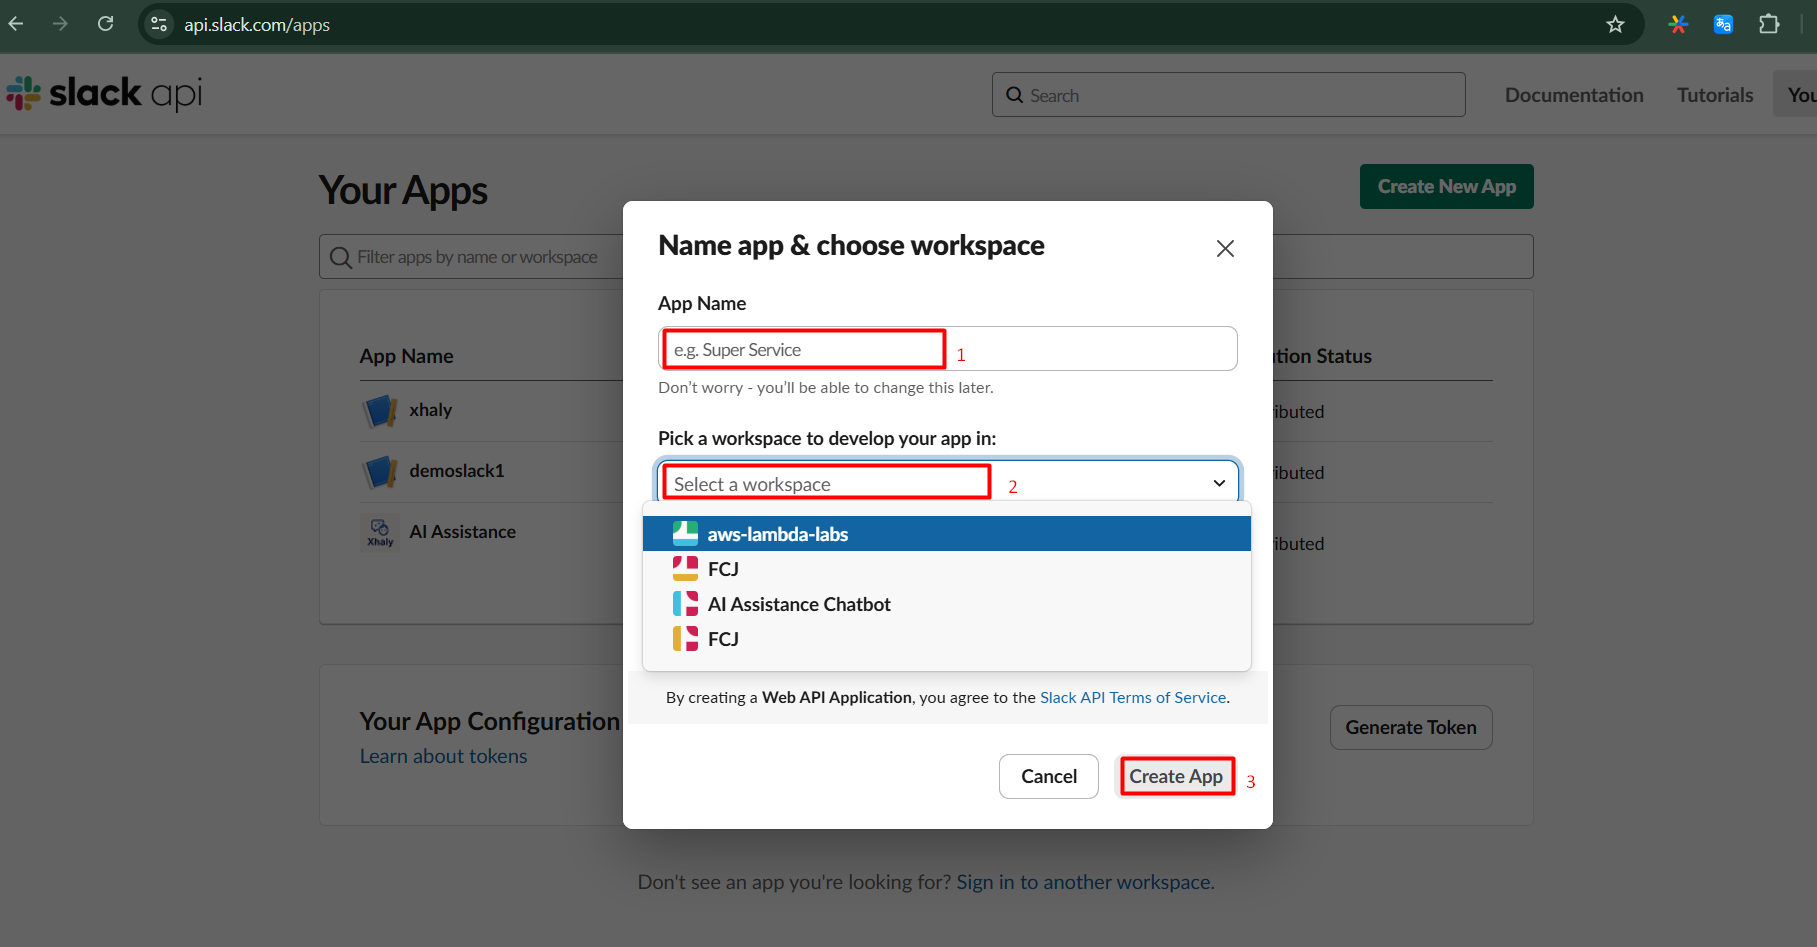 api.slack.com/apps
slack api
Search
Documentation
Tutorials
You
Your Apps
Create New App
Filter apps by name or workspace
Name app & choose workspace
App Name
e.g. Super Service
1
Don't worry - you'll be able to change this later.
Pick a workspace to develop your app in:
Select a workspace
2
aws-lambda-labs
FCJ
AI Assistance Chatbot
FCJ
By creating a Web API Application, you agree to the Slack API Terms of Service.
Cancel
Create App
3
App Name
tion Status
xhaly
ibuted
demoslack1
ibuted
Xhaly
AI Assistance
ibuted
Your App Configuration
Learn about tokens
Generate Token
Don't see an app you're looking for? Sign in to another workspace.